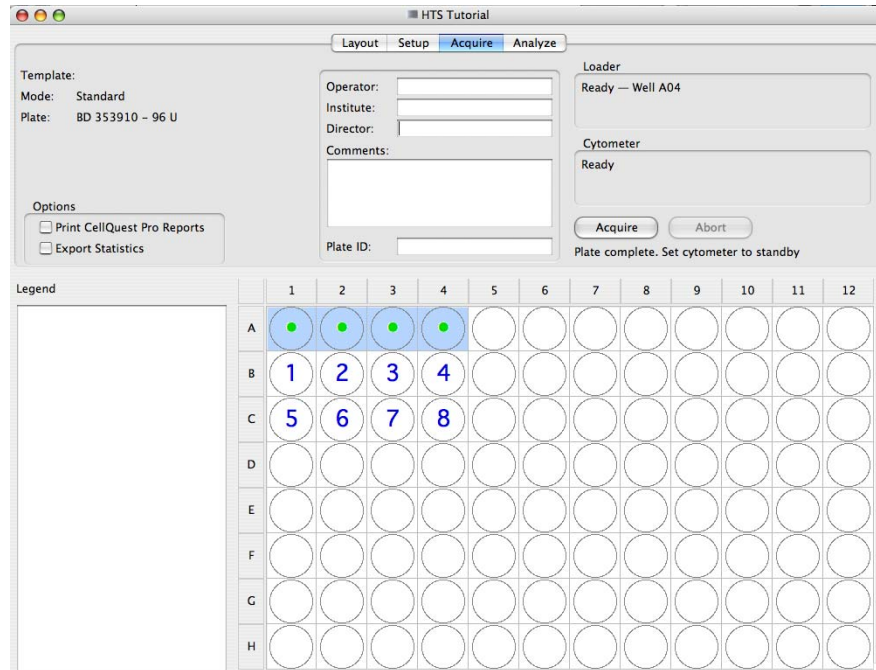 HTS Tutorial
Layout Setup Acquire Analyze
Template:
Mode: Standard
Plate: BD 353910 – 96 U
Options
Print CellQuest Pro Reports
Export Statistics
Operator:
Institute:
Director:
Comments:
Plate ID:
Loader
Ready — Well A04
Cytometer
Ready
Acquire Abort
Plate complete. Set cytometer to standby
Legend
1 2 3 4 5 6 7 8 9 10 11 12
A
B 1 2 3 4
C 5 6 7 8
D
E
F
G
H